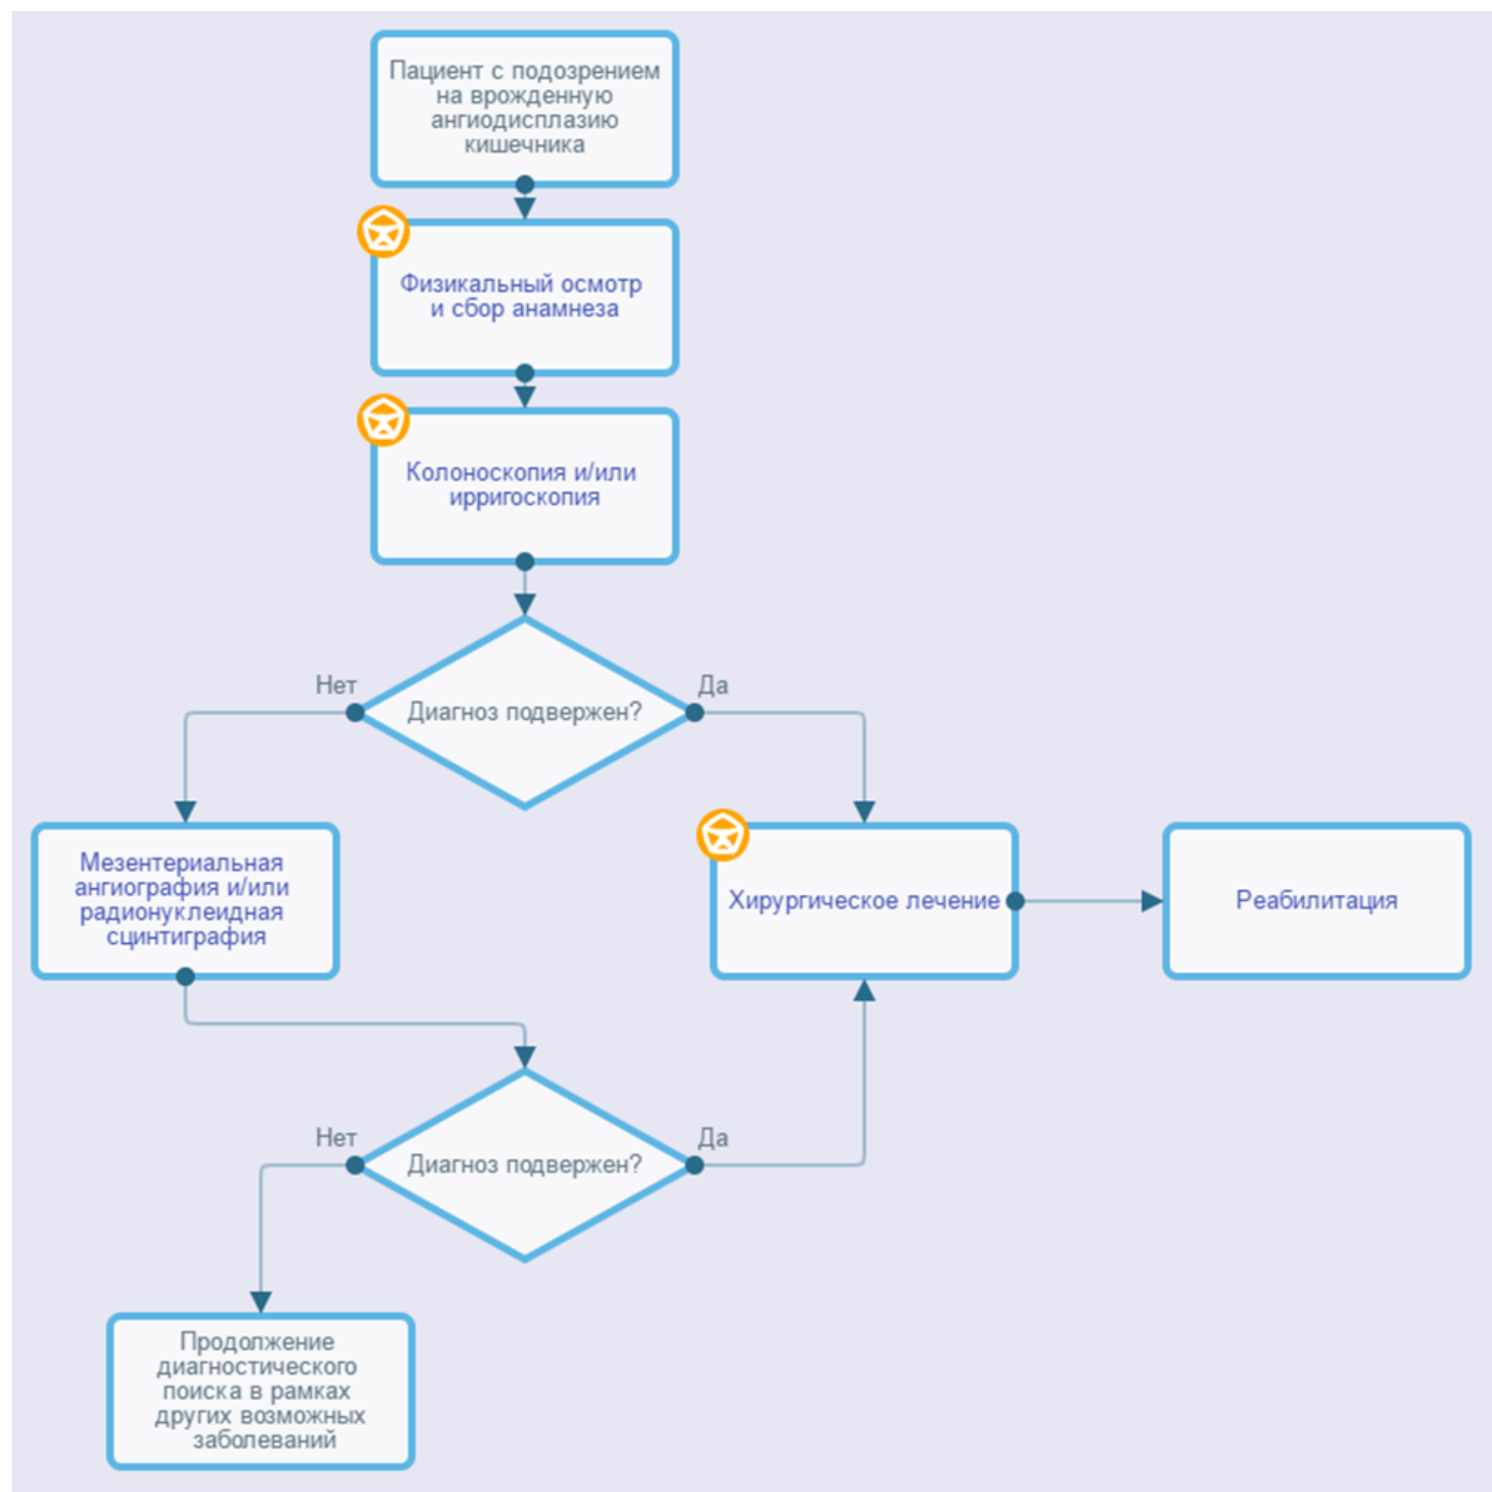 Пациент с подозрением
на врожденную
ангиодисплазию
кишечника
Физикальный осмотр
и сбор анамнеза
Колоноскопия и/или
ирригоскопия
Нет
Да
Диагноз подвержен?
Мезентериальная
ангиография и/или
радионуклеидная
сцинтиграфия
Хирургическое лечение
Реабилитация
Нет
Да
Диагноз подвержен?
Продолжение
диагностического
поиска в рамках
других возможных
заболеваний